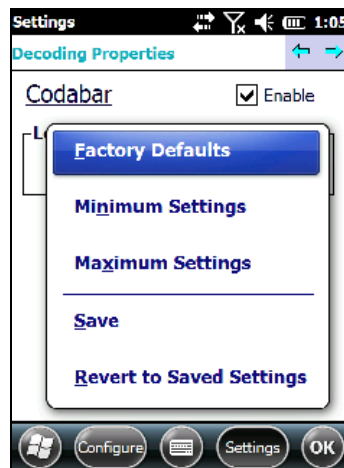 Settings 1:05
Decoding Properties
Codabar Enable
Factory Defaults
Minimum Settings
Maximum Settings
Save
Revert to Saved Settings
Configure Settings OK